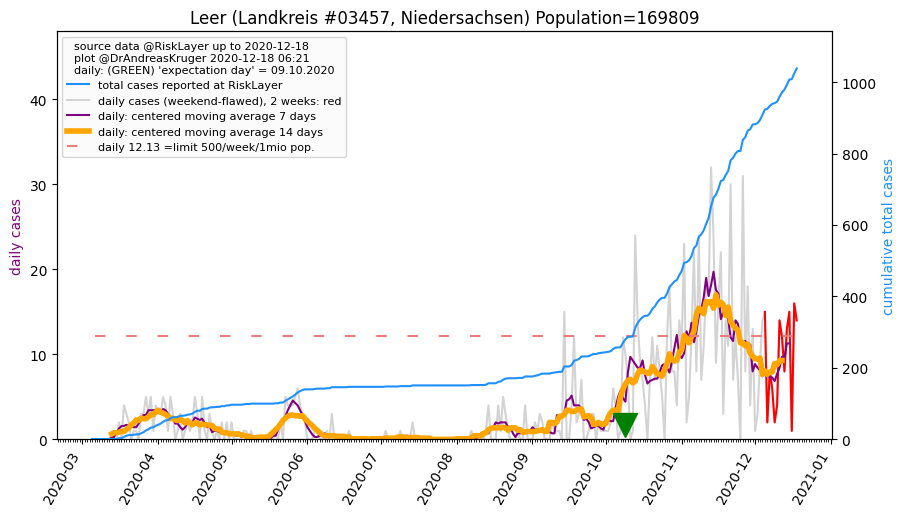 Leer (Landkreis #03457, Niedersachsen) Population=169809
source data @RiskLayer up to 2020-12-18
plot @DrAndreasKruger 2020-12-18 06:21
daily: (GREEN) 'expectation day' = 09.10.2020
total cases reported at RiskLayer
daily cases (weekend-flawed), 2 weeks: red
daily: centered moving average 7 days
daily: centered moving average 14 days
daily 12.13 =limit 500/week/1mio pop.
daily cases
40
30
20
10
0
cumulative total cases
1000
800
600
400
200
0
2020-03
2020-04
2020-05
2020-06
2020-07
2020-08
2020-09
2020-10
2020-11
2020-12
2021-01